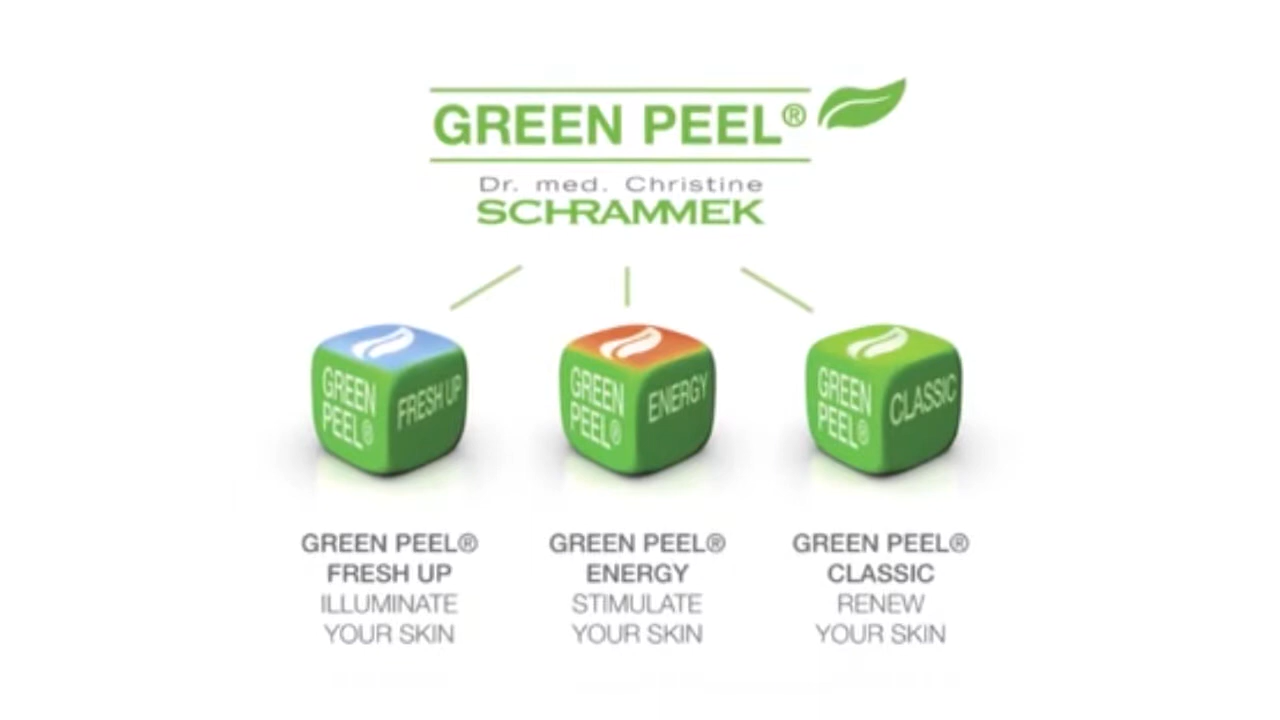 GREEN PEEL®
Dr. med. Christine
SCHRAMMEK
GREEN
PEEL®
FRESH UP
GREEN
PEEL®
ENERGY
GREEN
PEEL®
CLASSIC
GREEN PEEL®
FRESH UP
ILLUMINATE
YOUR SKIN
GREEN PEEL®
ENERGY
STIMULATE
YOUR SKIN
GREEN PEEL®
CLASSIC
RENEW
YOUR SKIN